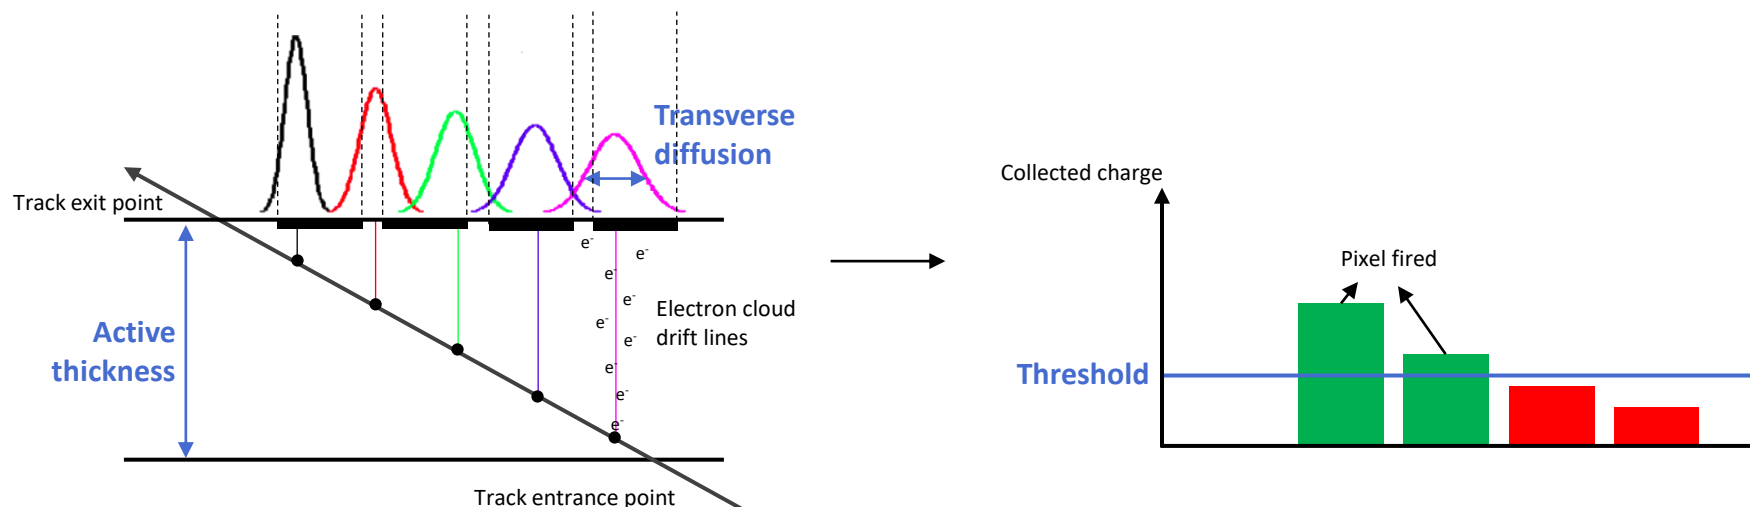 Transverse
diffusion
Track exit point
Active
thickness
e-
e-
e-
e-
e-
e-
e-
e-
e-
Electron cloud
drift lines
Track entrance point
Collected charge
Pixel fired
Threshold